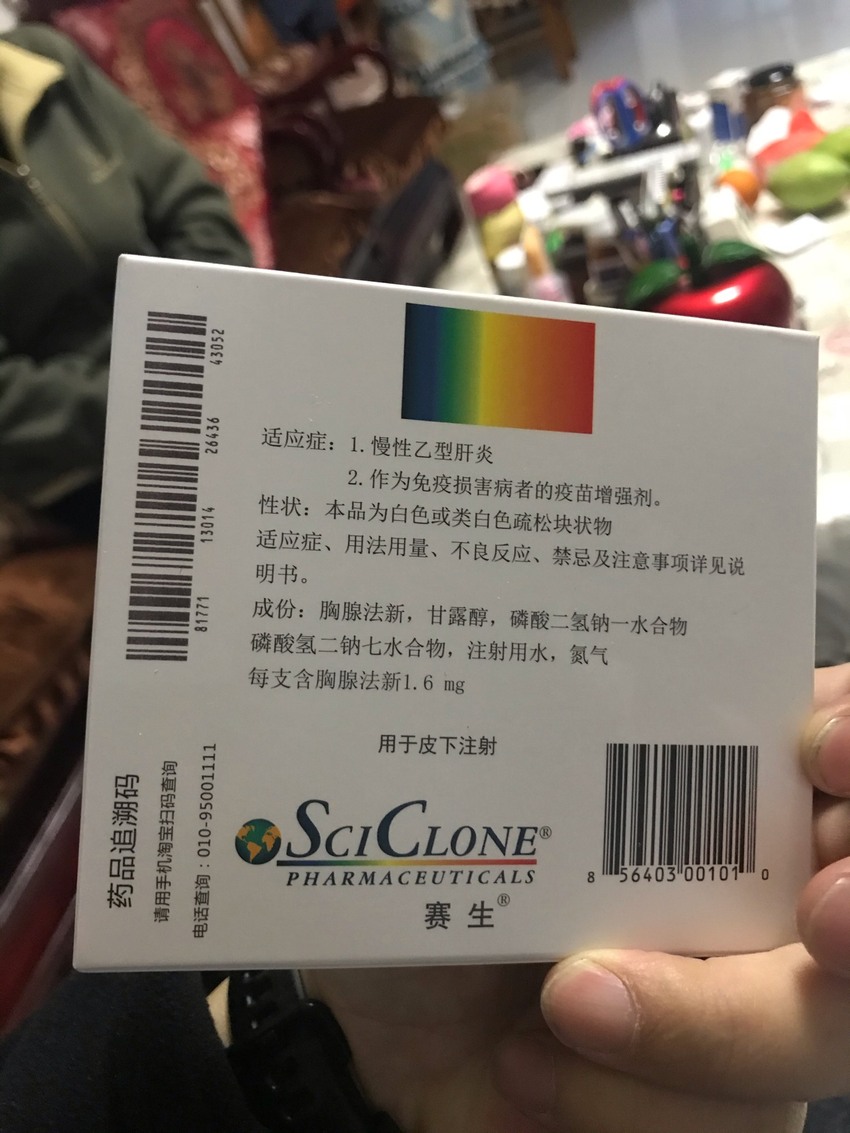 适应症：1.慢性乙型肝炎
2.作为免疫损害病者的疫苗增强剂。
性状：本品为白色或类白色疏松块状物
适应症、用法用量、不良反应、禁忌及注意事项详见说
明书。
成份：胸腺法新，甘露醇，磷酸二氢钠一水合物
磷酸氢二钠七水合物，注射用水，氮气
每支含胸腺法新1.6 mg
用于皮下注射
SCICLONE®
PHARMACEUTICALS
赛生®
8 56403 00101 0
81771 13014 26436 43052
药品追溯码
请用手机淘宝扫码查询
电话查询：010-95001111